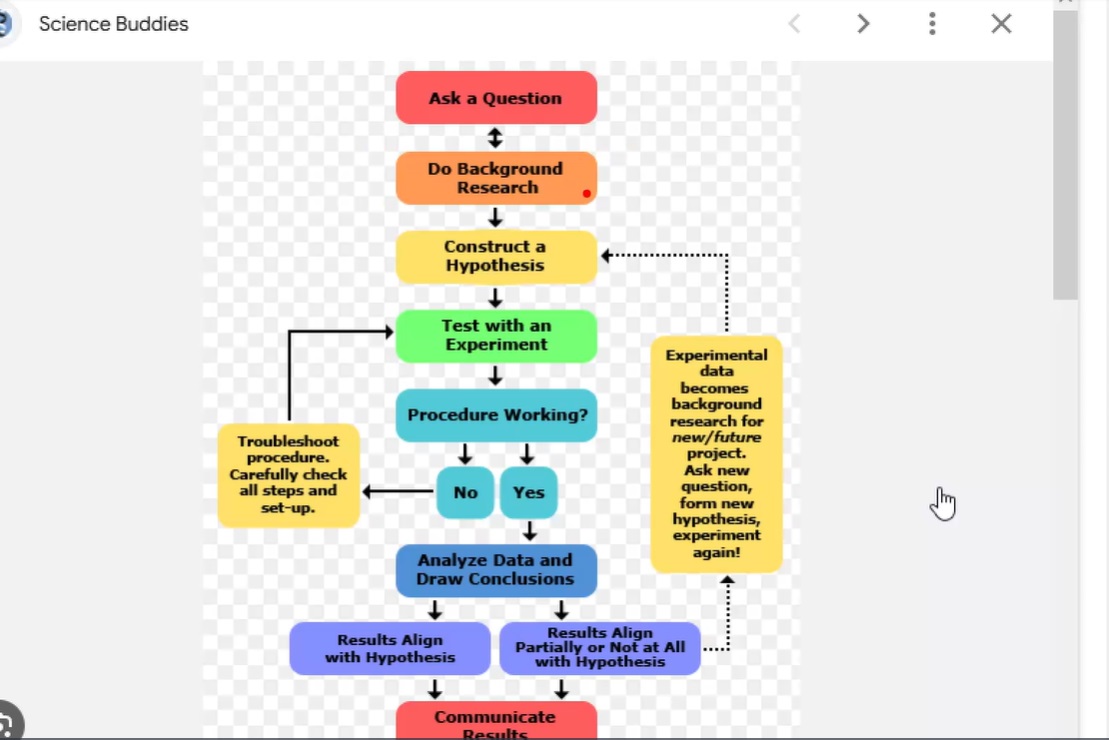 Science Buddies
Ask a Question
Do Background
Research
Construct a
Hypothesis
Test with an
Experiment
Procedure Working?
No
Yes
Troubleshoot
procedure.
Carefully check
all steps and
set-up.
Experimental
data
becomes
background
research for
new/future
project.
Ask new
question,
form new
hypothesis,
experiment
again!
Analyze Data and
Draw Conclusions
Results Align
with Hypothesis
Results Align
Partially or Not at All
with Hypothesis
Communicate
Results